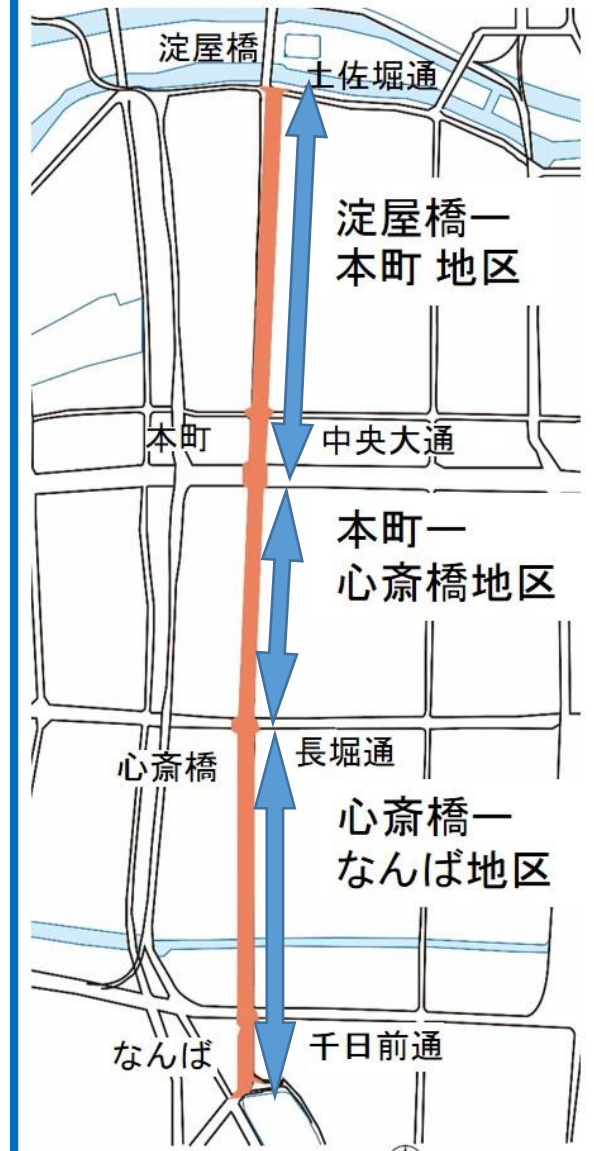 淀屋橋
土佐堀通
淀屋橋ー
本町 地区
本町
中央大通
本町ー
心斎橋地区
心斎橋
長堀通
心斎橋ー
なんば地区
なんば
千日前通